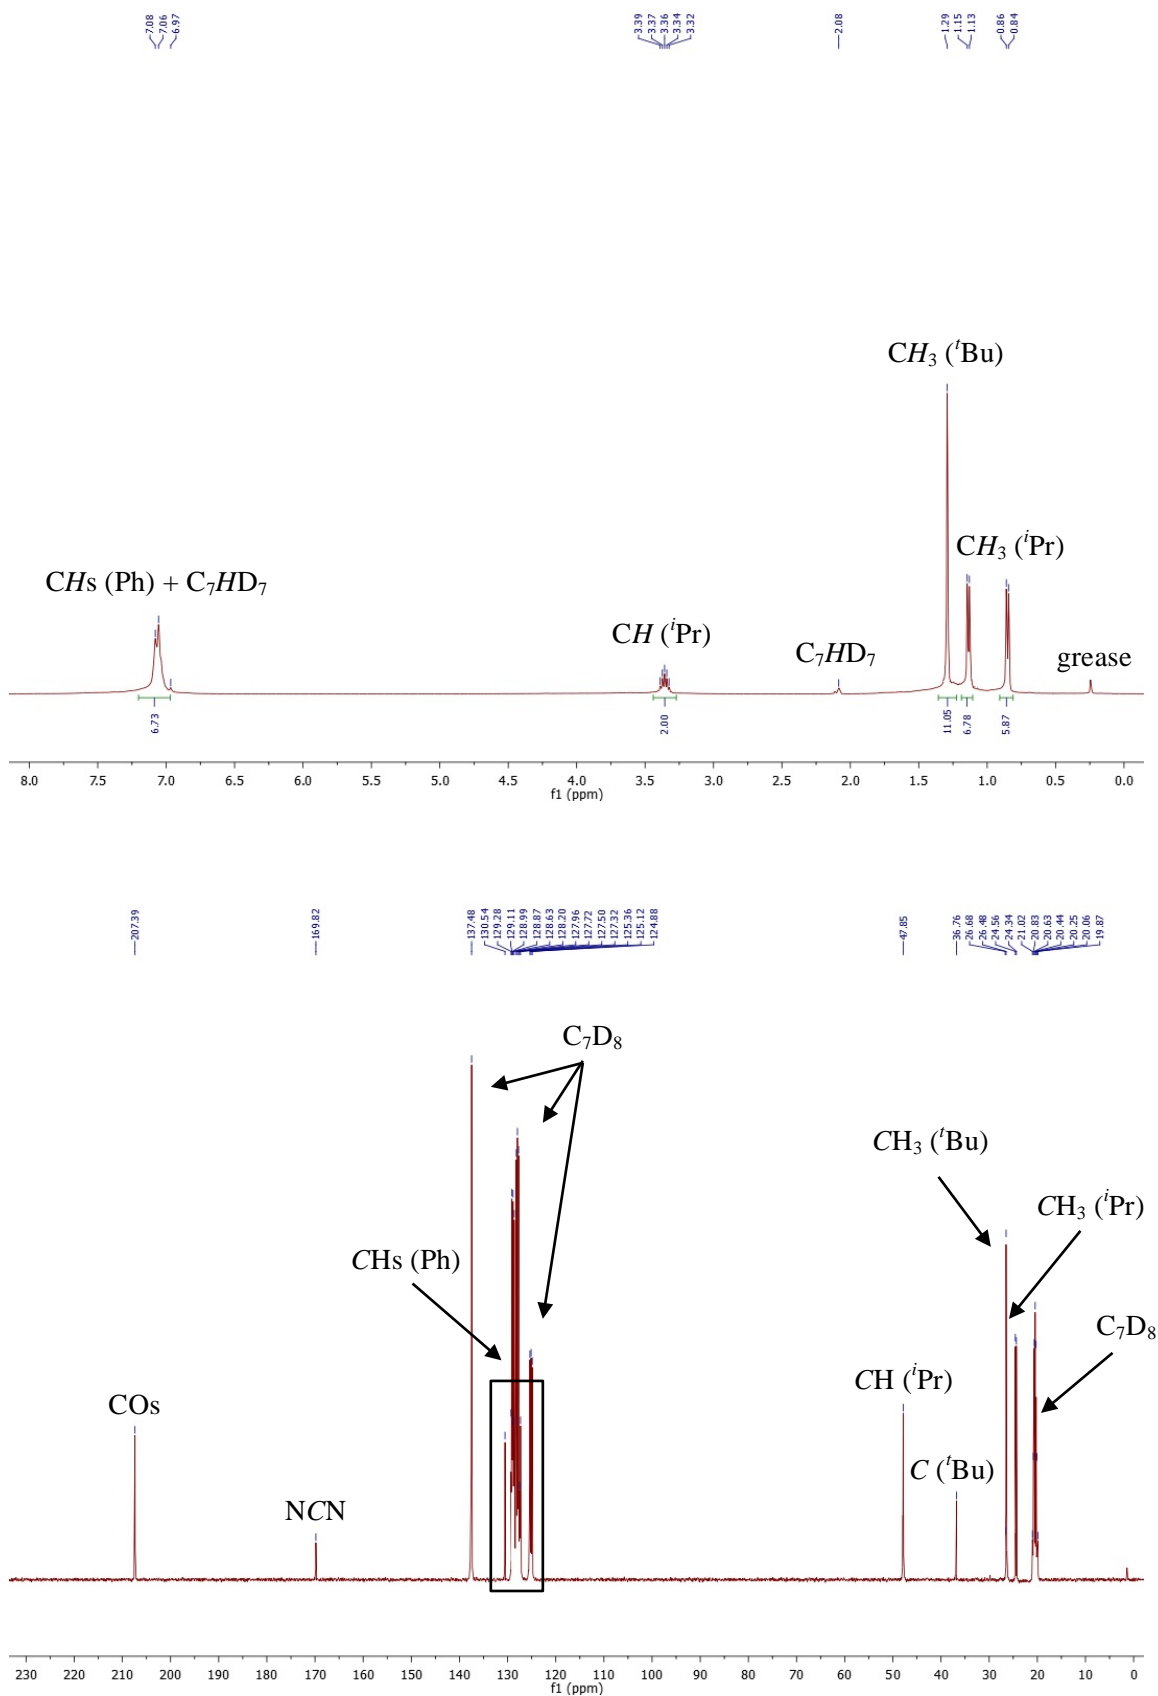 7.08
7.06
6.97
3.39
3.37
3.36
3.34
3.32
2.08
1.29
1.15
1.13
0.86
0.84
CH₃ (ᵗBu)
CH₃ (ⁱPr)
CHs (Ph) + C₇HD₇
CH (ⁱPr)
C₇HD₇
grease
6.73
2.00
11.05
6.78
5.87
8.0 7.5 7.0 6.5 6.0 5.5 5.0 4.5 4.0 3.5 3.0 2.5 2.0 1.5 1.0 0.5 0.0
f1 (ppm)
207.39
169.82
137.48
130.54
129.28
129.11
128.99
128.87
128.63
128.20
127.96
127.72
127.50
127.32
125.36
125.12
124.88
47.85
36.76
26.68
26.48
24.56
24.34
21.02
20.83
20.63
20.44
20.25
20.06
19.87
C₇D₈
CH₃ (ᵗBu)
CH₃ (ⁱPr)
CHs (Ph)
C₇D₈
CH (ⁱPr)
COs
C (ᵗBu)
NCN
230 220 210 200 190 180 170 160 150 140 130 120 110 100 90 80 70 60 50 40 30 20 10 0
f1 (ppm)